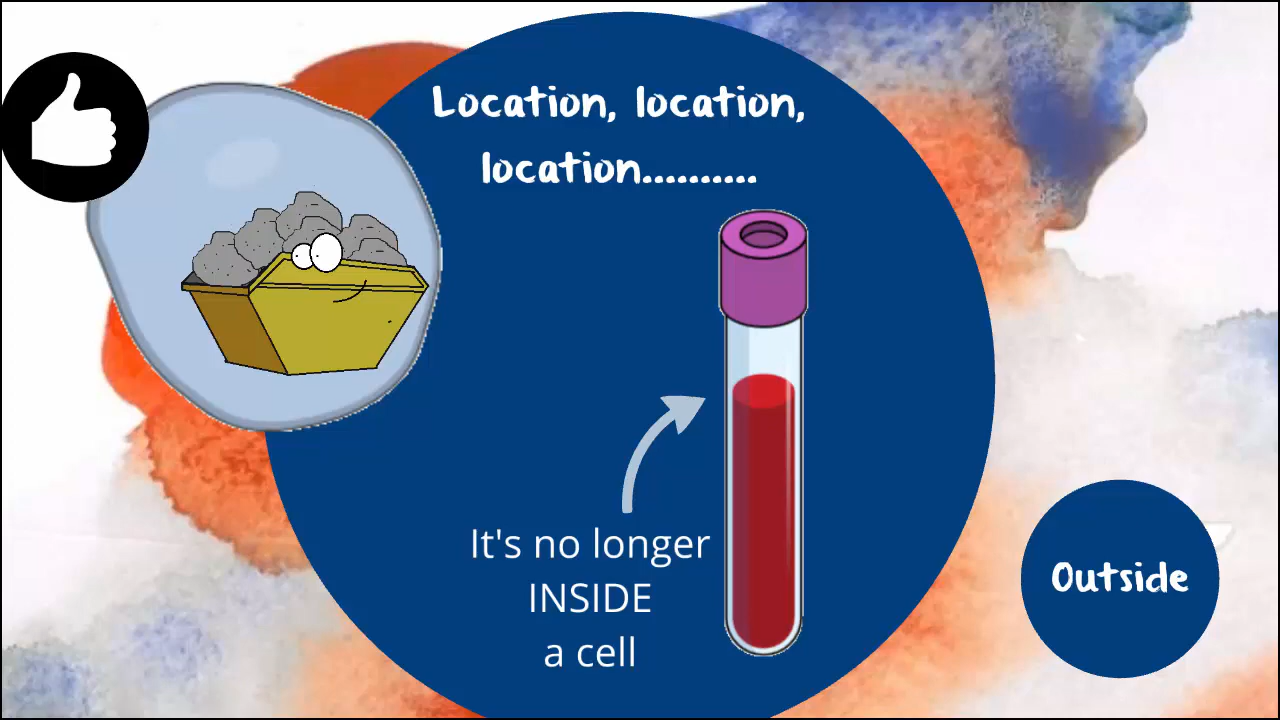 Location, location,
location..........
It's no longer
INSIDE
a cell
Outside